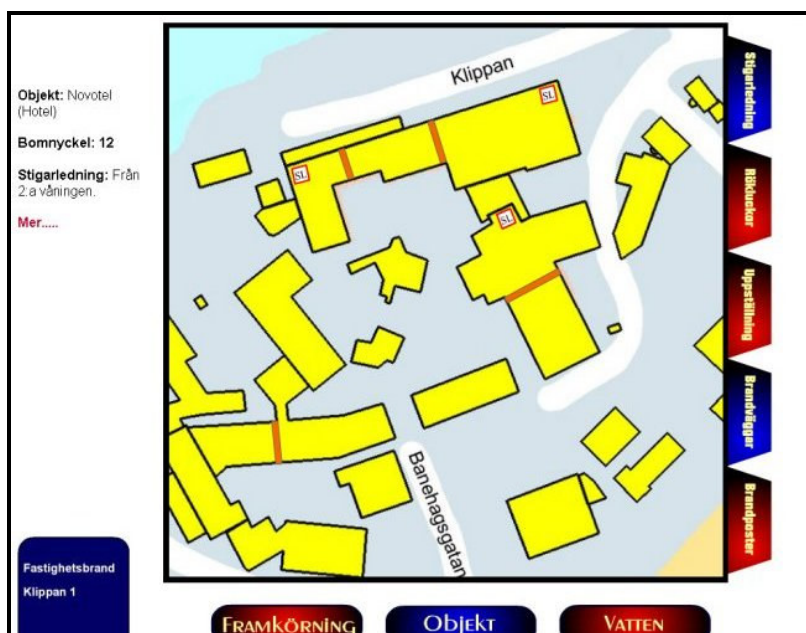 Objekt: Novotel
(Hotel)
Bomnyckel: 12
Stigarledning: Från
2:a våningen.
Mer.....
Klippan
SL
SL
SL
Banehagsgatan
Stigarledning
Rökluckor
Uppställning
Brandväggar
Brandposter
Fastighetsbrand
Klippan 1
Framkörning
Objekt
Vatten